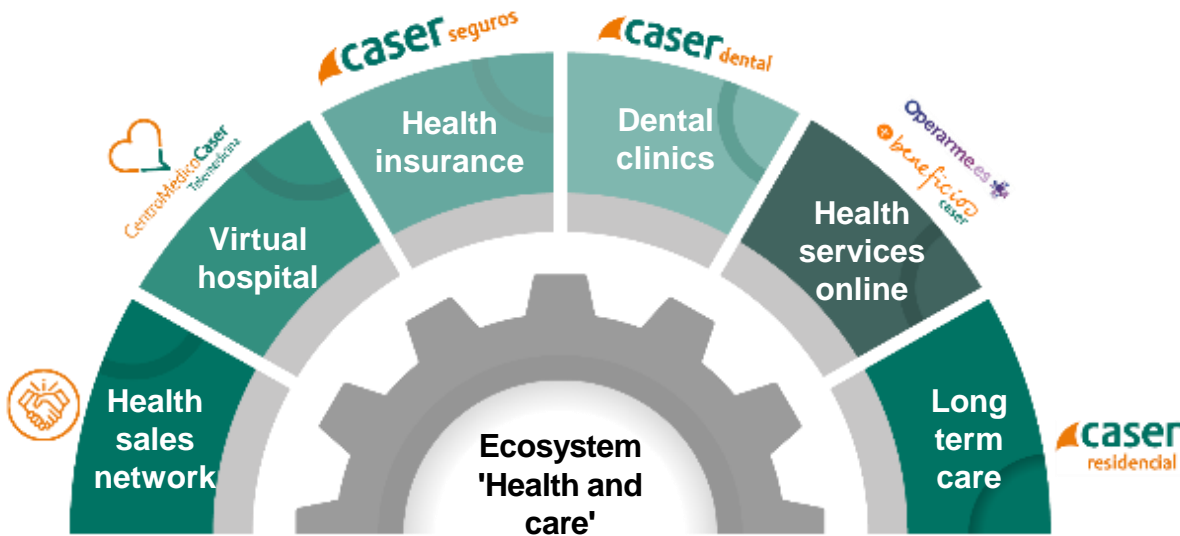 caser seguros
caser dental
CentroMedicoCaser
Telemedicina
Operarme.es
beneficios
caser
Health
insurance
Dental
clinics
Virtual
hospital
Health
services
online
Health
sales
network
Long
term
care
caser
residencial
Ecosystem
'Health and
care'